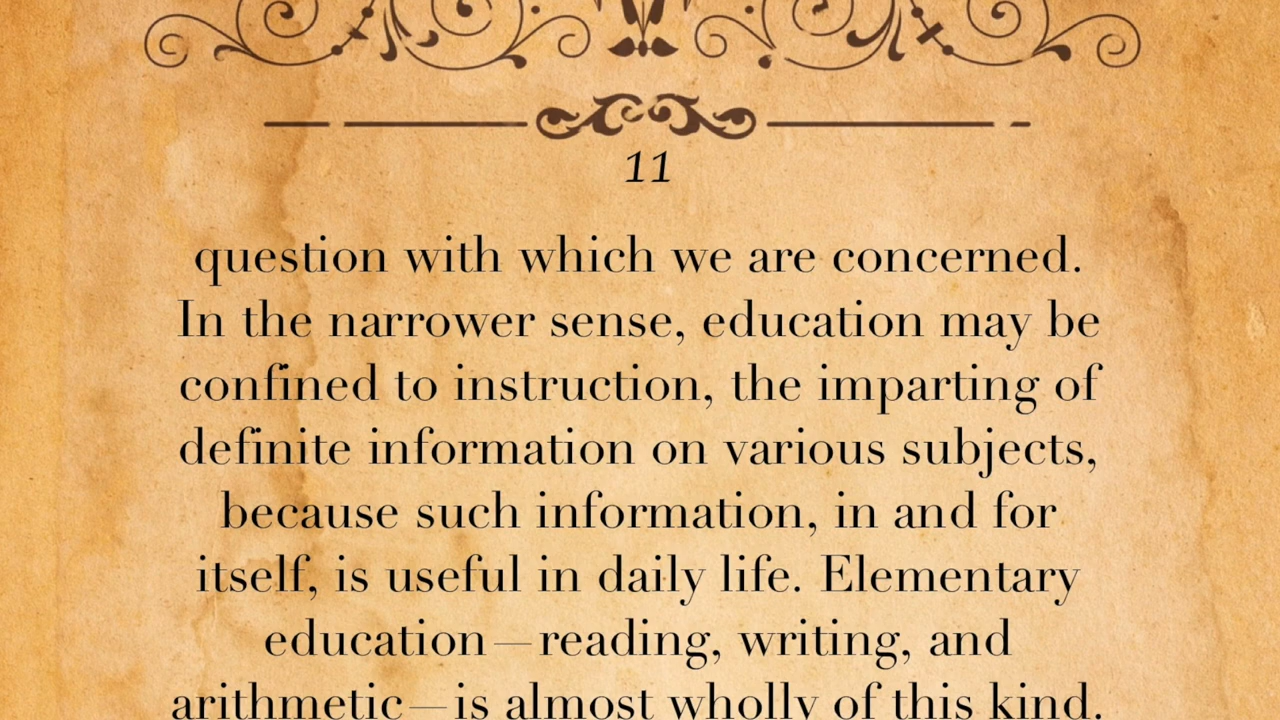 11
question with which we are concerned.
In the narrower sense, education may be
confined to instruction, the imparting of
definite information on various subjects,
because such information, in and for
itself, is useful in daily life. Elementary
education—reading, writing, and
arithmetic—is almost wholly of this kind.